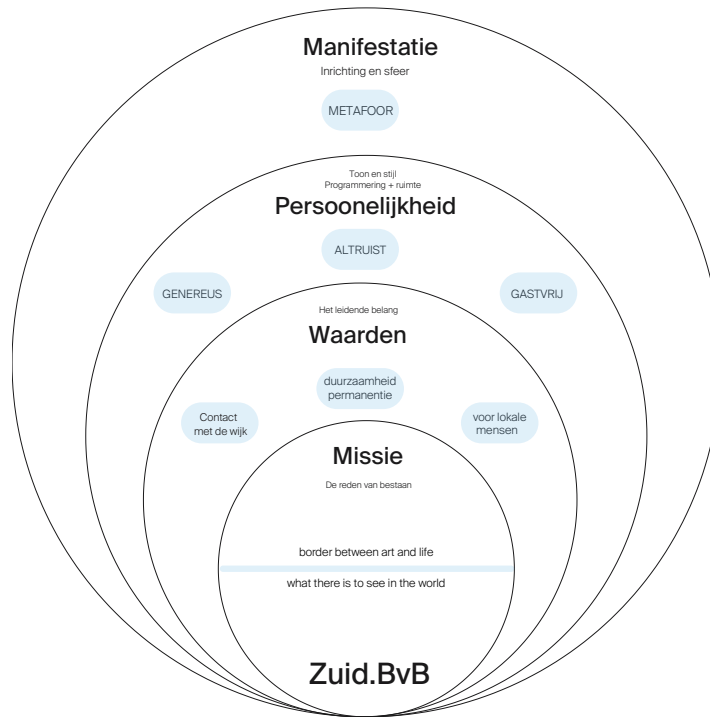 Manifestatie
Inrichting en sfeer
METAFOOR
Toon en stijl
Programmering + ruimte
Persoonelijkheid
ALTRUIST
GENEREUS
GASTVRIJ
Het leidende belang
Waarden
duurzaamheid
permanentie
Contact
met de wijk
voor lokale
mensen
Missie
De reden van bestaan
border between art and life
what there is to see in the world
Zuid.BvB